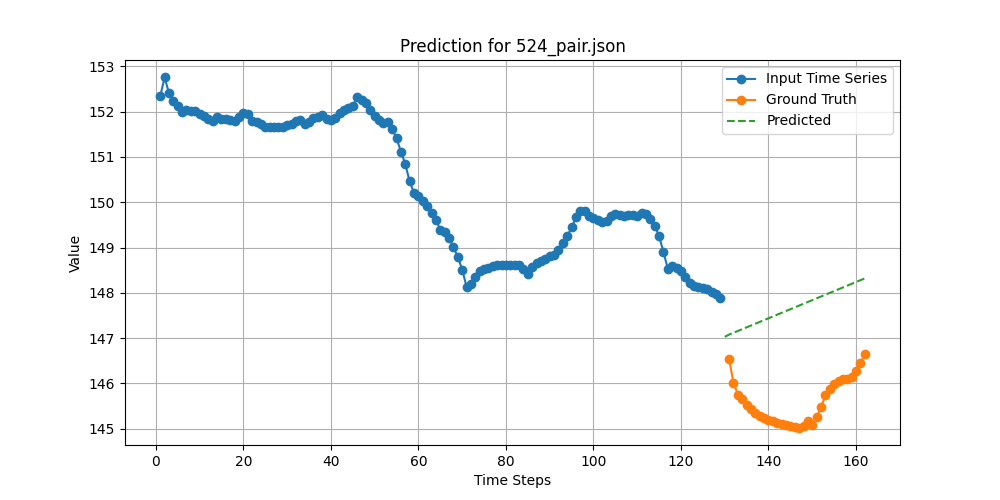 Prediction for 524_pair.json
153
152
151
150
149
148
147
146
145
Value
Input Time Series
Ground Truth
Predicted
0 20 40 60 80 100 120 140 160
Time Steps